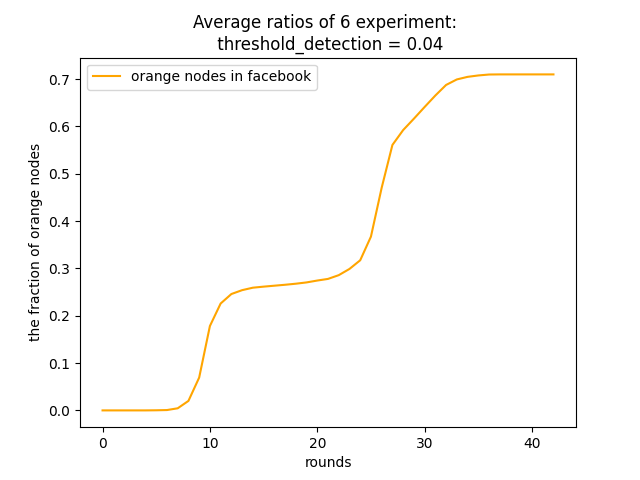 Average ratios of 6 experiment:
threshold_detection = 0.04
orange nodes in facebook
the fraction of orange nodes
0.7
0.6
0.5
0.4
0.3
0.2
0.1
0.0
0
10
20
30
40
rounds